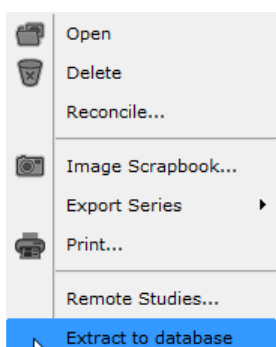 Open
Delete
Reconcile...
Image Scrapbook...
Export Series
Print...
Remote Studies...
Extract to database